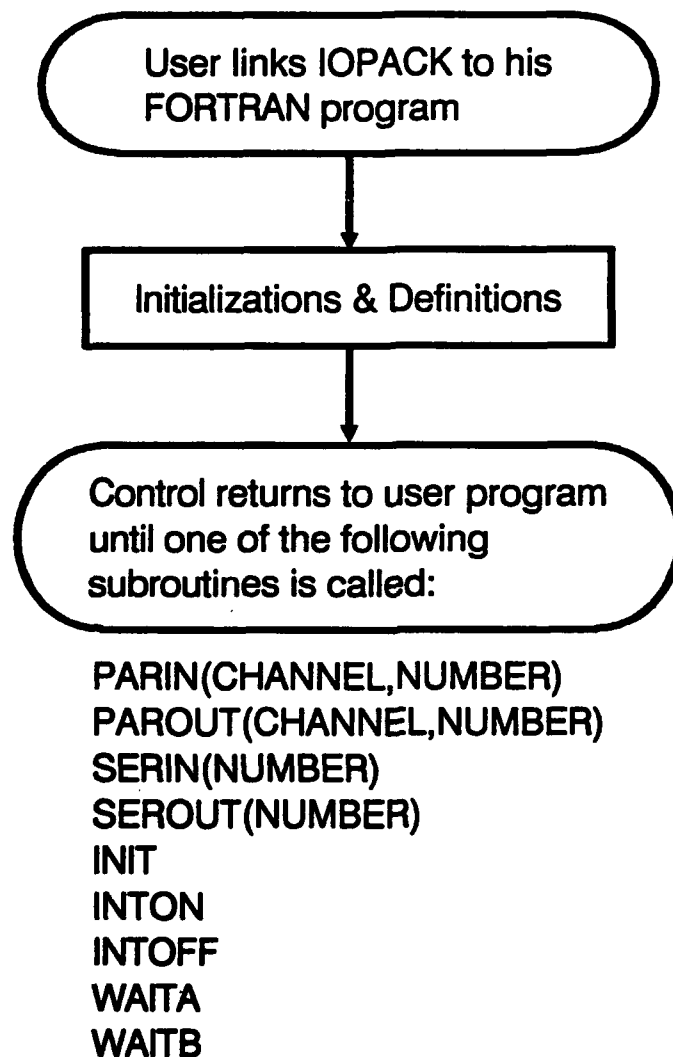 User links IOPACK to his
FORTRAN program
Initializations & Definitions
Control returns to user program
until one of the following
subroutines is called:
PARIN(CHANNEL,NUMBER)
PAROUT(CHANNEL,NUMBER)
SERIN(NUMBER)
SEROUT(NUMBER)
INIT
INTON
INTOFF
WAITA
WAITB